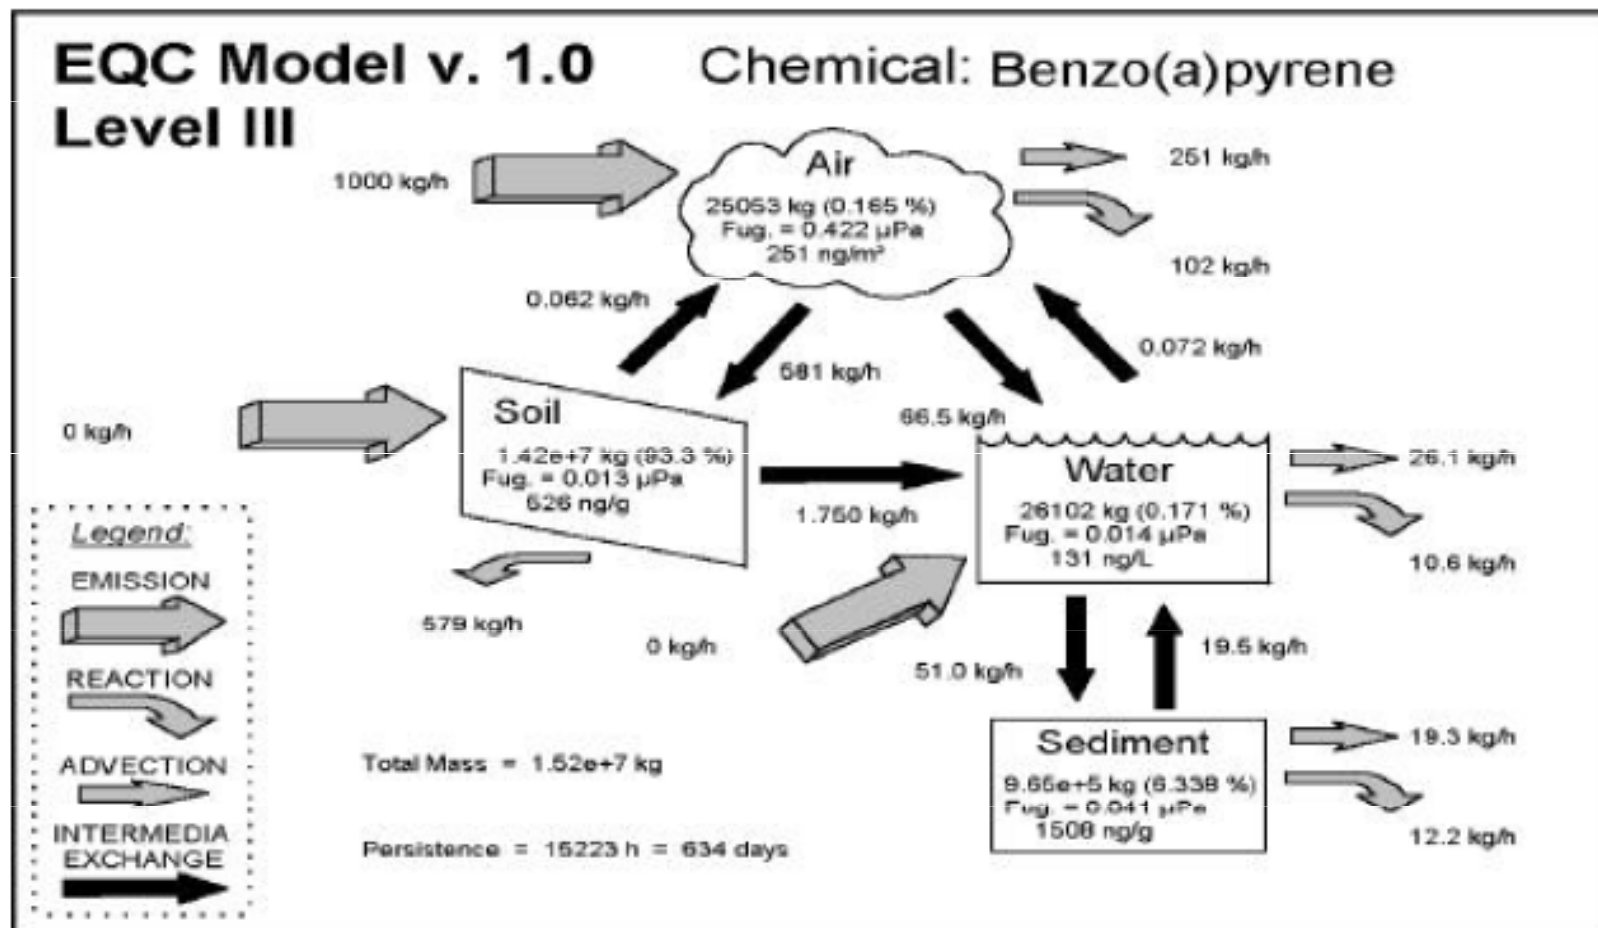 EQC Model v. 1.0
Level III
Chemical: Benzo(a)pyrene
1000 kg/h
Air
25053 kg (0.165 %)
Fug. = 0.422 µPa
251 ng/m³
251 kg/h
102 kg/h
0.062 kg/h
581 kg/h
66.5 kg/h
0.072 kg/h
0 kg/h
Soil
1.42e+7 kg (93.3 %)
Fug. = 0.013 µPa
526 ng/g
1.750 kg/h
Water
26102 kg (0.171 %)
Fug. = 0.014 µPa
131 ng/L
26.1 kg/h
10.6 kg/h
579 kg/h
0 kg/h
51.0 kg/h
19.5 kg/h
Sediment
9.65e+5 kg (6.338 %)
Fug. = 0.041 µPa
1508 ng/g
19.3 kg/h
12.2 kg/h
Legend:
EMISSION
REACTION
ADVECTION
INTERMEDIA
EXCHANGE
Total Mass = 1.52e+7 kg
Persistence = 15223 h = 634 days